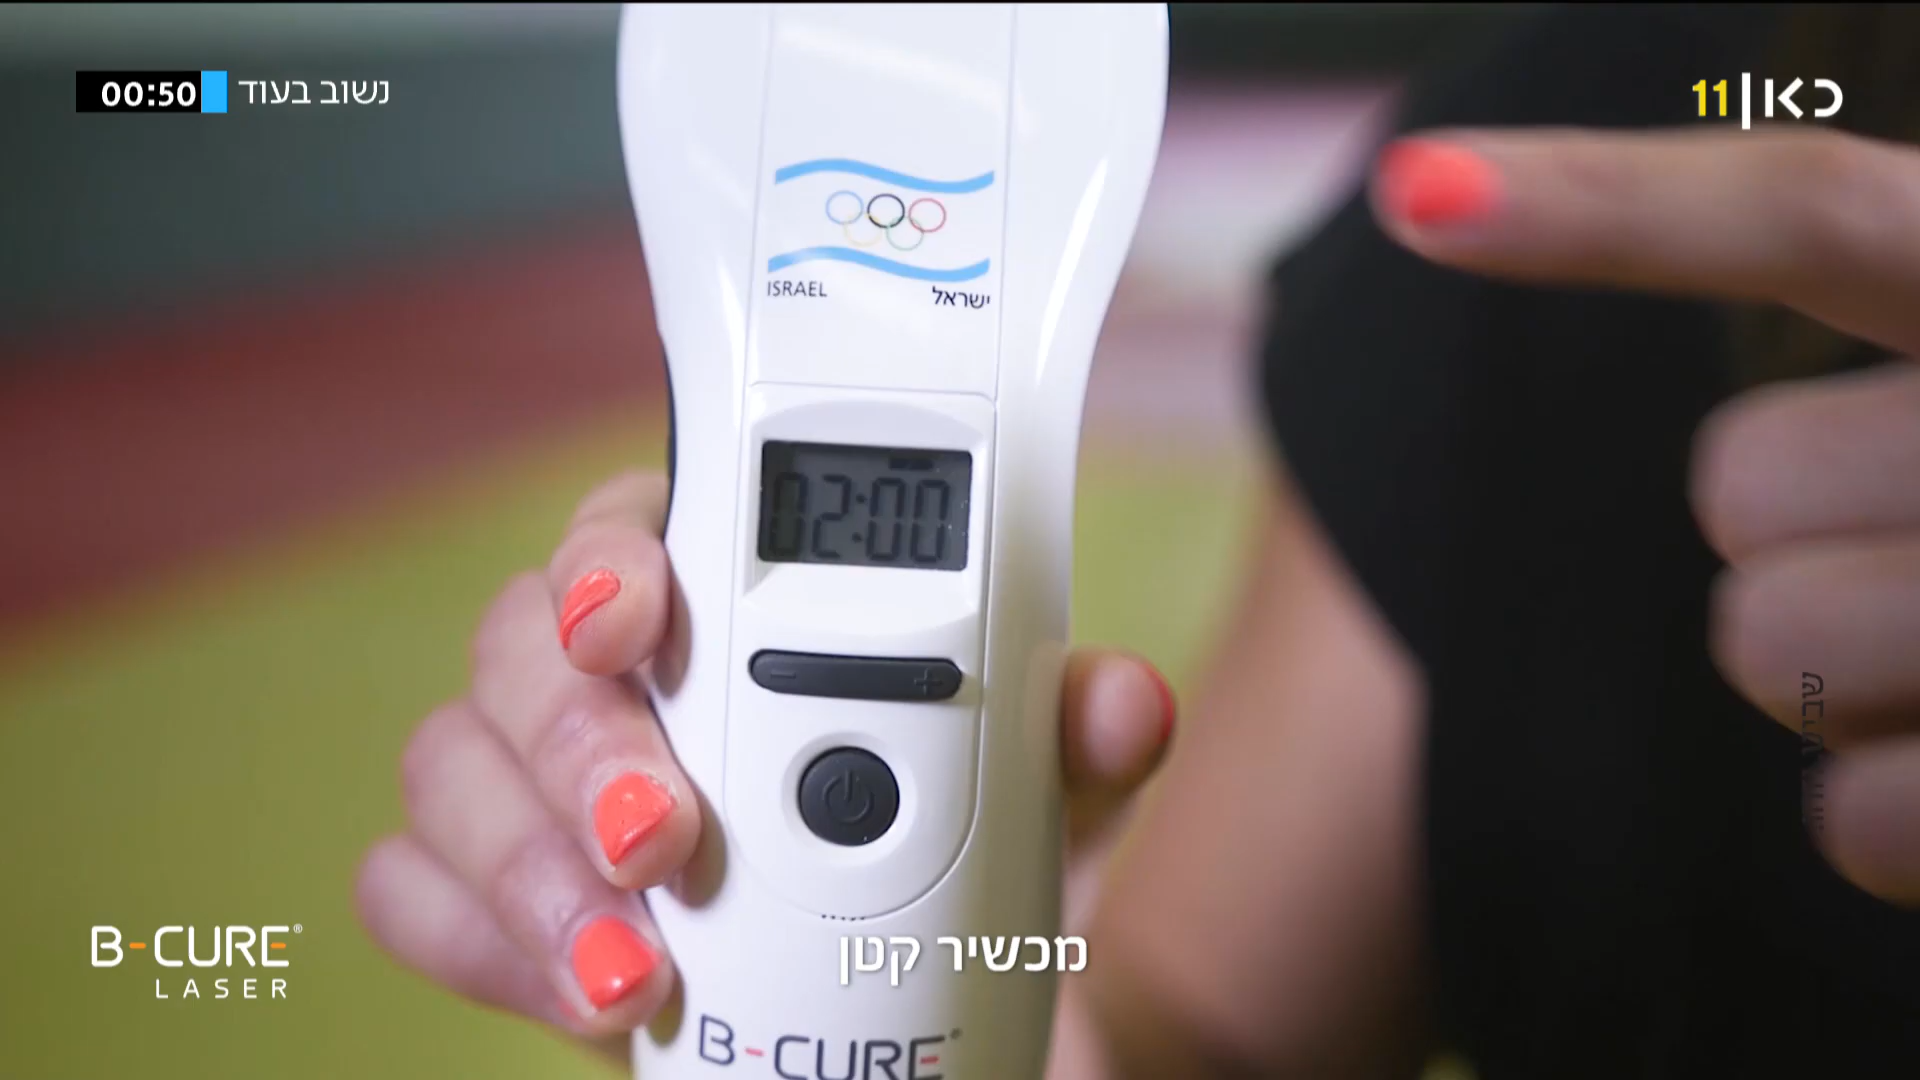 00:50 נשוב בעוד
כאן|11
ISRAEL ישראל
02:00
- +
B-CURE®
LASER
מכשיר קטן
B-CURE®